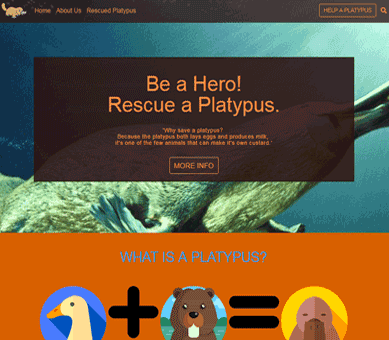 Home About Us Rescued Platypus HELP A PLATYPUS
Be a Hero!
Rescue a Platypus.
"Why save a platypus?
Because the platypus both lays eggs and produces milk,
it's one of the few animals that can make it's own custard."
MORE INFO
WHAT IS A PLATYPUS?